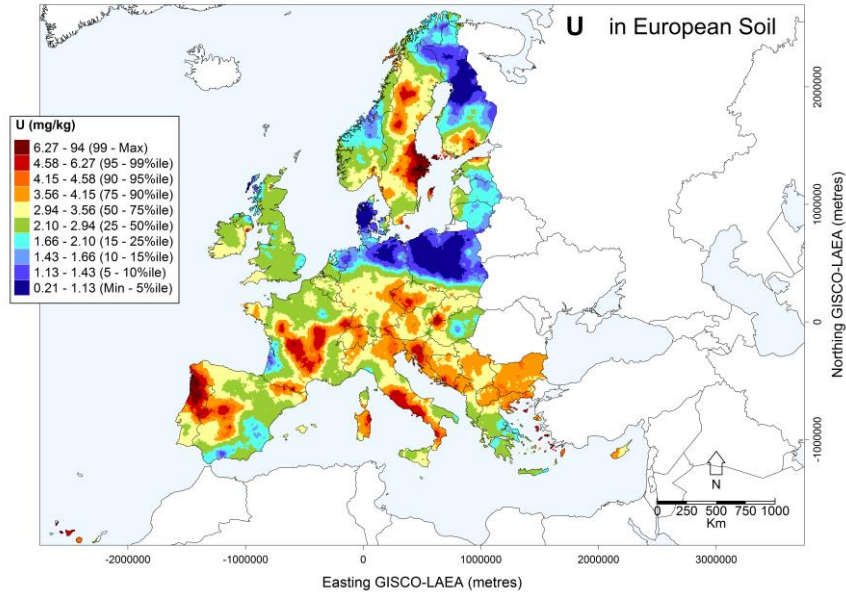 U in European Soil
U (mg/kg)
6.27 - 94 (99 - Max)
4.58 - 6.27 (95 - 99%ile)
4.15 - 4.58 (90 - 95%ile)
3.56 - 4.15 (75 - 90%ile)
2.94 - 3.56 (50 - 75%ile)
2.10 - 2.94 (25 - 50%ile)
1.66 - 2.10 (15 - 25%ile)
1.43 - 1.66 (10 - 15%ile)
1.13 - 1.43 (5 - 10%ile)
0.21 - 1.13 (Min - 5%ile)
2000000
1000000
0
-1000000
Northing GISCO-LAEA (metres)
N
0 250 500 750 1000
Km
-2000000 -1000000 0 1000000 2000000 3000000
Easting GISCO-LAEA (metres)